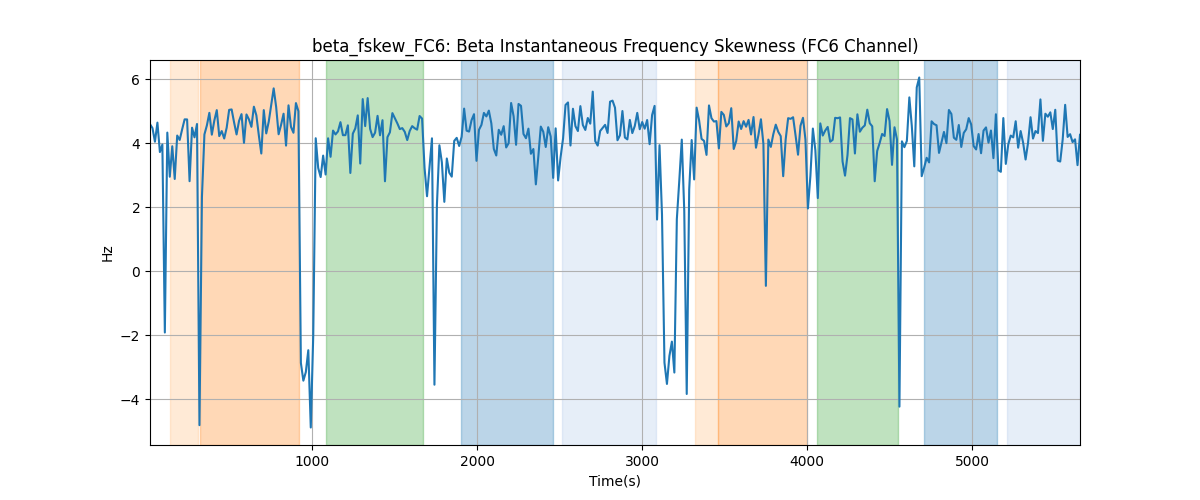 beta_fskew_FC6: Beta Instantaneous Frequency Skewness (FC6 Channel)
6
4
2
0
−2
−4
Hz
1000 2000 3000 4000 5000
Time(s)